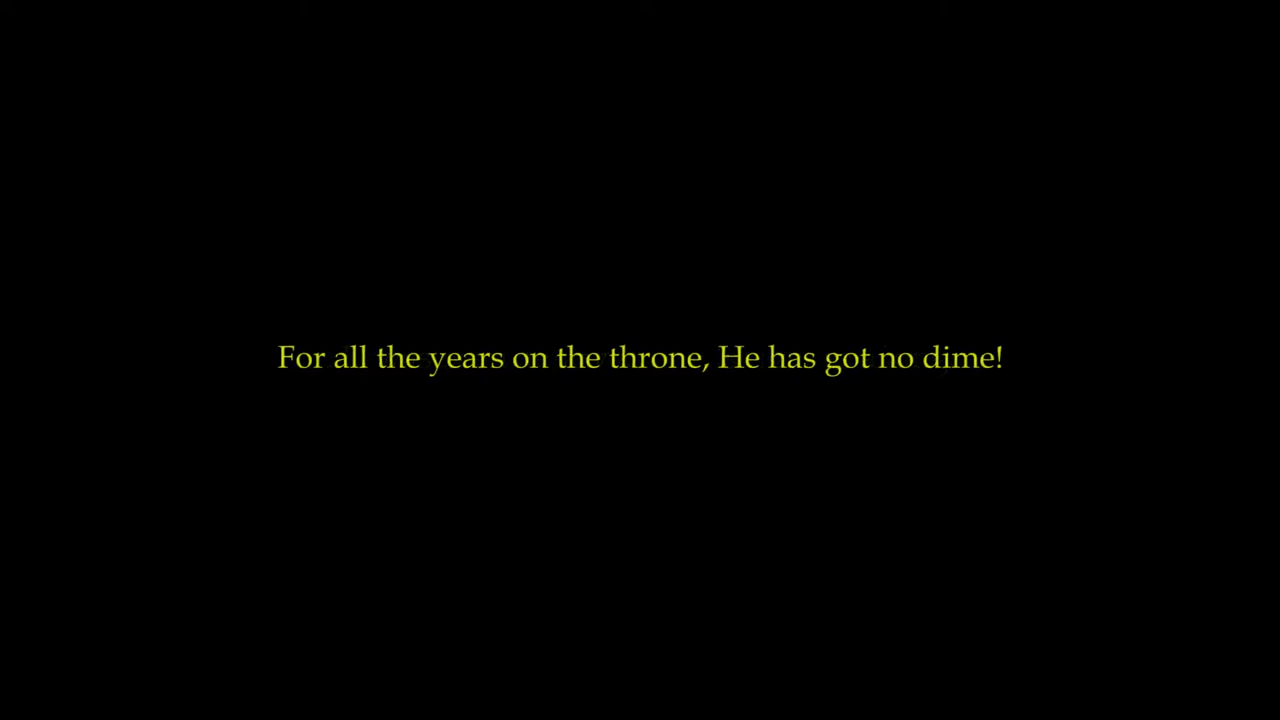 For all the years on the throne, He has got no dime!